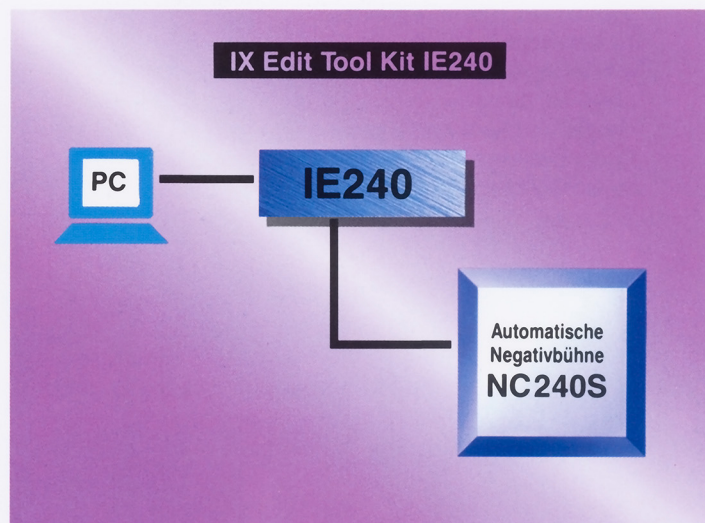 IX Edit Tool Kit IE240
PC
IE240
Automatische
Negativbühne
NC240S